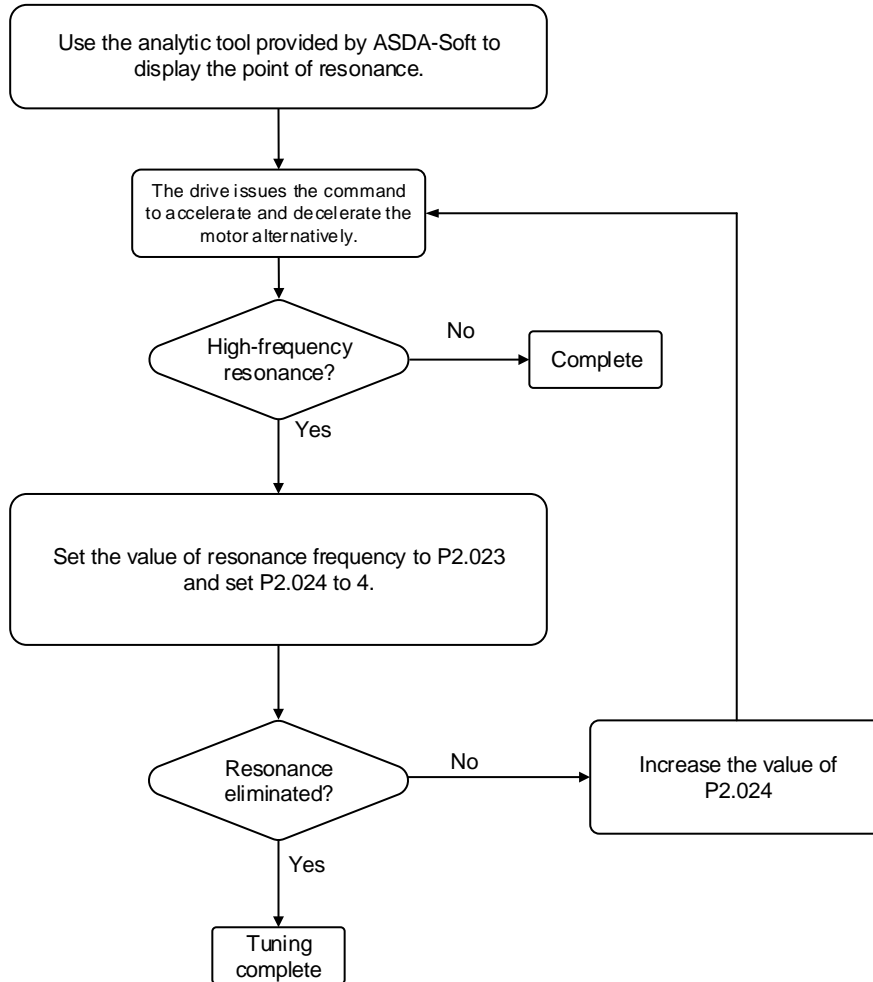 Use the analytic tool provided by ASDA-Soft to
display the point of resonance.
The drive issues the command
to accelerate and decelerate the
motor alternatively.
High-frequency
resonance?
No
Complete
Yes
Set the value of resonance frequency to P2.023
and set P2.024 to 4.
Resonance
eliminated?
No
Increase the value of
P2.024
Yes
Tuning
complete